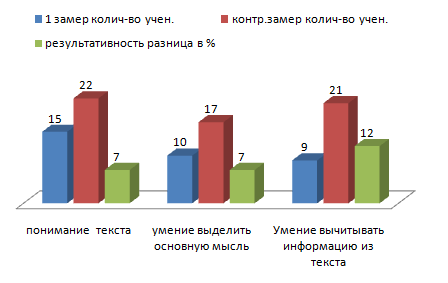 1 замер колич-во учен. контр.замер колич-во учен.
результативность разница в %
15 22 7 10 17 7 9 21 12
понимание текста умение выделить Умение вычитывать
основную мысль информацию из
текста